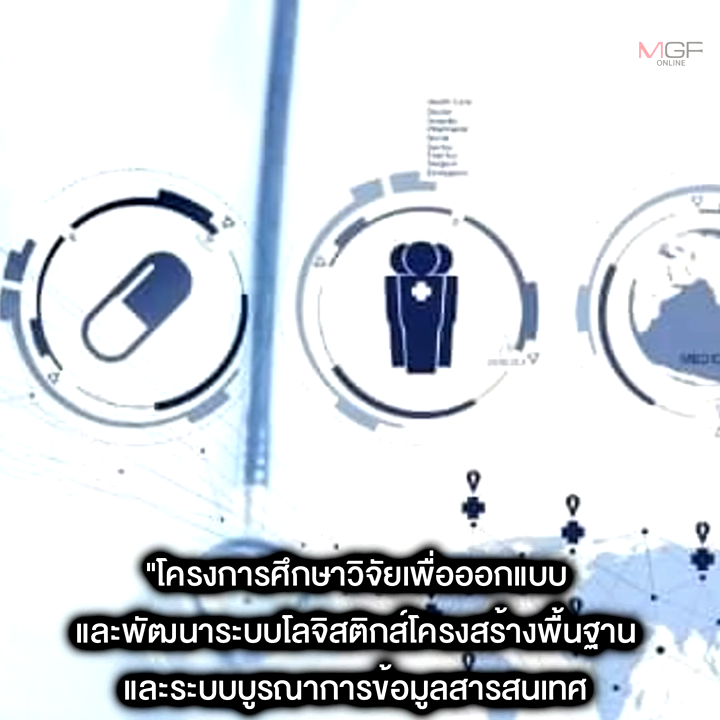 MGF
ONLINE
Health Care
"โครงการศึกษาวิจัยเพื่อออกแบบ
และพัฒนาระบบโลจิสติกส์โครงสร้างพื้นฐาน
และระบบบูรณาการข้อมูลสารสนเทศ